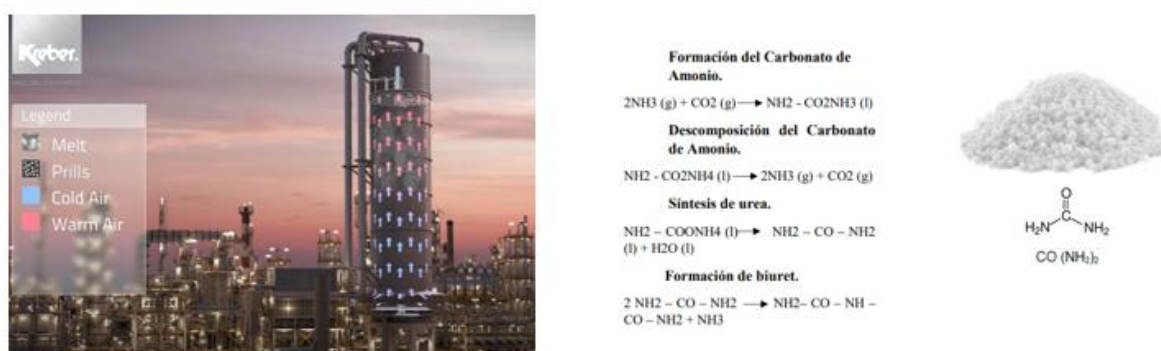 Kreber.
Legend
Melt
Prills
Cold Air
Warm Air
Formación del Carbonato de
Amonio.
2NH3 (g) + CO2 (g) ⟶ NH2 - CO2NH3 (l)
Descomposición del Carbonato
de Amonio.
NH2 - CO2NH4 (l) ⟶ 2NH3 (g) + CO2 (g)
Síntesis de urea.
NH2 – COONH4 (l) ⟶ NH2 – CO – NH2
(l) + H2O (l)
Formación de biuret.
2 NH2 – CO – NH2 ⟶ NH2– CO – NH –
CO – NH2 + NH3
O
H₂N NH₂
CO (NH₂)₂